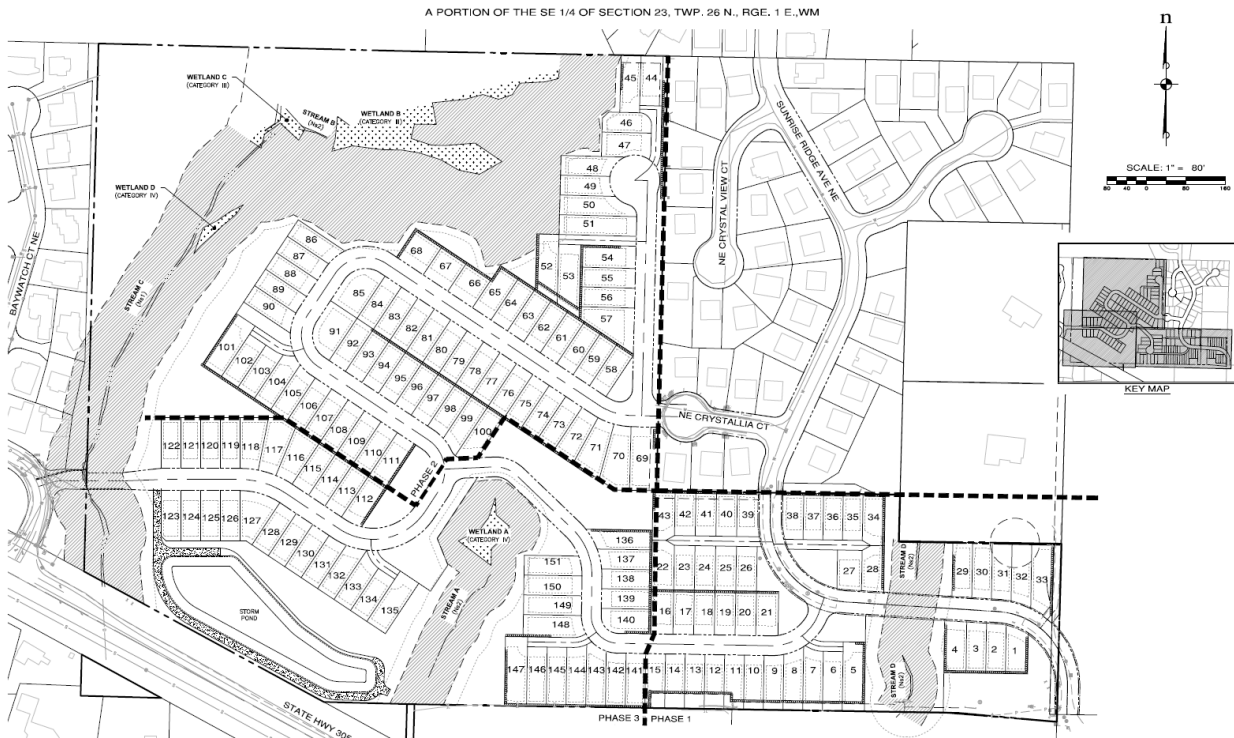 A PORTION OF THE SE 1/4 OF SECTION 23, TWP. 26 N., RGE. 1 E.,WM
n
SCALE: 1" = 80'
80 40 0 80 160
KEY MAP
WETLAND C
(CATEGORY III)
STREAM B
(Ns2)
WETLAND B
(CATEGORY II)
WETLAND D
(CATEGORY IV)
STREAM C
(Ns1)
BAYWATCH CT NE
NE CRYSTAL VIEW CT
SUNRISE RIDGE AVE NE
NE CRYSTALLIA CT
45 44
46
47
48
49
50
51
52 53
54
55
56
57
68 67 66 65 64 63 62 61 60 59 58
86
87
88
89
90
85 84 83 82 81 80 79 78 77 76 75 74 73 72 71 70 69
91 92 93 94 95 96 97 98 99 100
101 102 103 104 105 106 107 108 109 110 111
PHASE 2
122 121 120 119 118 117 116 115 114 113 112
123 124 125 126 127 128 129 130 131 132 133 134 135
WETLAND A
(CATEGORY IV)
STREAM A
(Ns2)
STORM
POND
STATE HWY 305
136
137
138
139
140
151
150
149
148
147 146 145 144 143 142 141 15 14 13 12 11 10 9 8 7 6 5
43 42 41 40 39 38 37 36 35 34
22 23 24 25 26 27 28
16 17 18 19 20 21
STREAM D
(Ns2)
29 30 31 32 33
4 3 2 1
STREAM D
(Ns2)
PHASE 3 PHASE 1